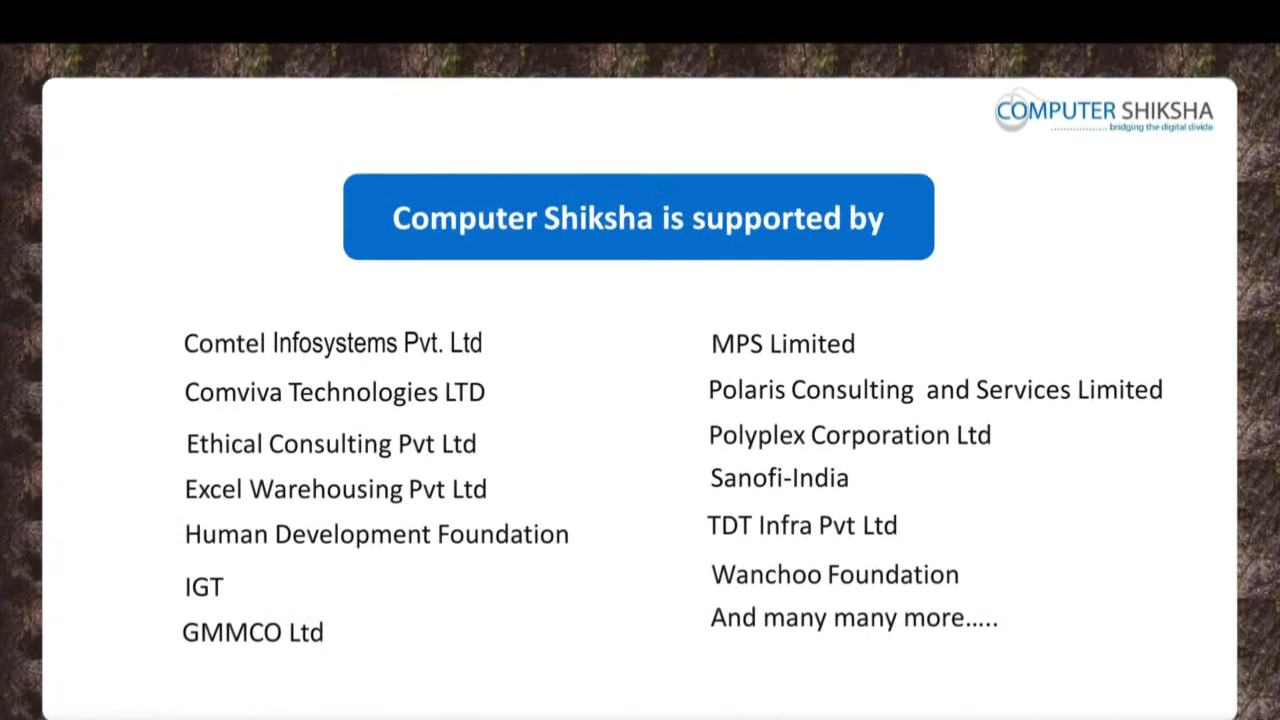 COMPUTER SHIKSHA
bridging the digital divide
Computer Shiksha is supported by
Comtel Infosystems Pvt. Ltd
Comviva Technologies LTD
Ethical Consulting Pvt Ltd
Excel Warehousing Pvt Ltd
Human Development Foundation
IGT
GMMCO Ltd
MPS Limited
Polaris Consulting and Services Limited
Polyplex Corporation Ltd
Sanofi-India
TDT Infra Pvt Ltd
Wanchoo Foundation
And many many more.....